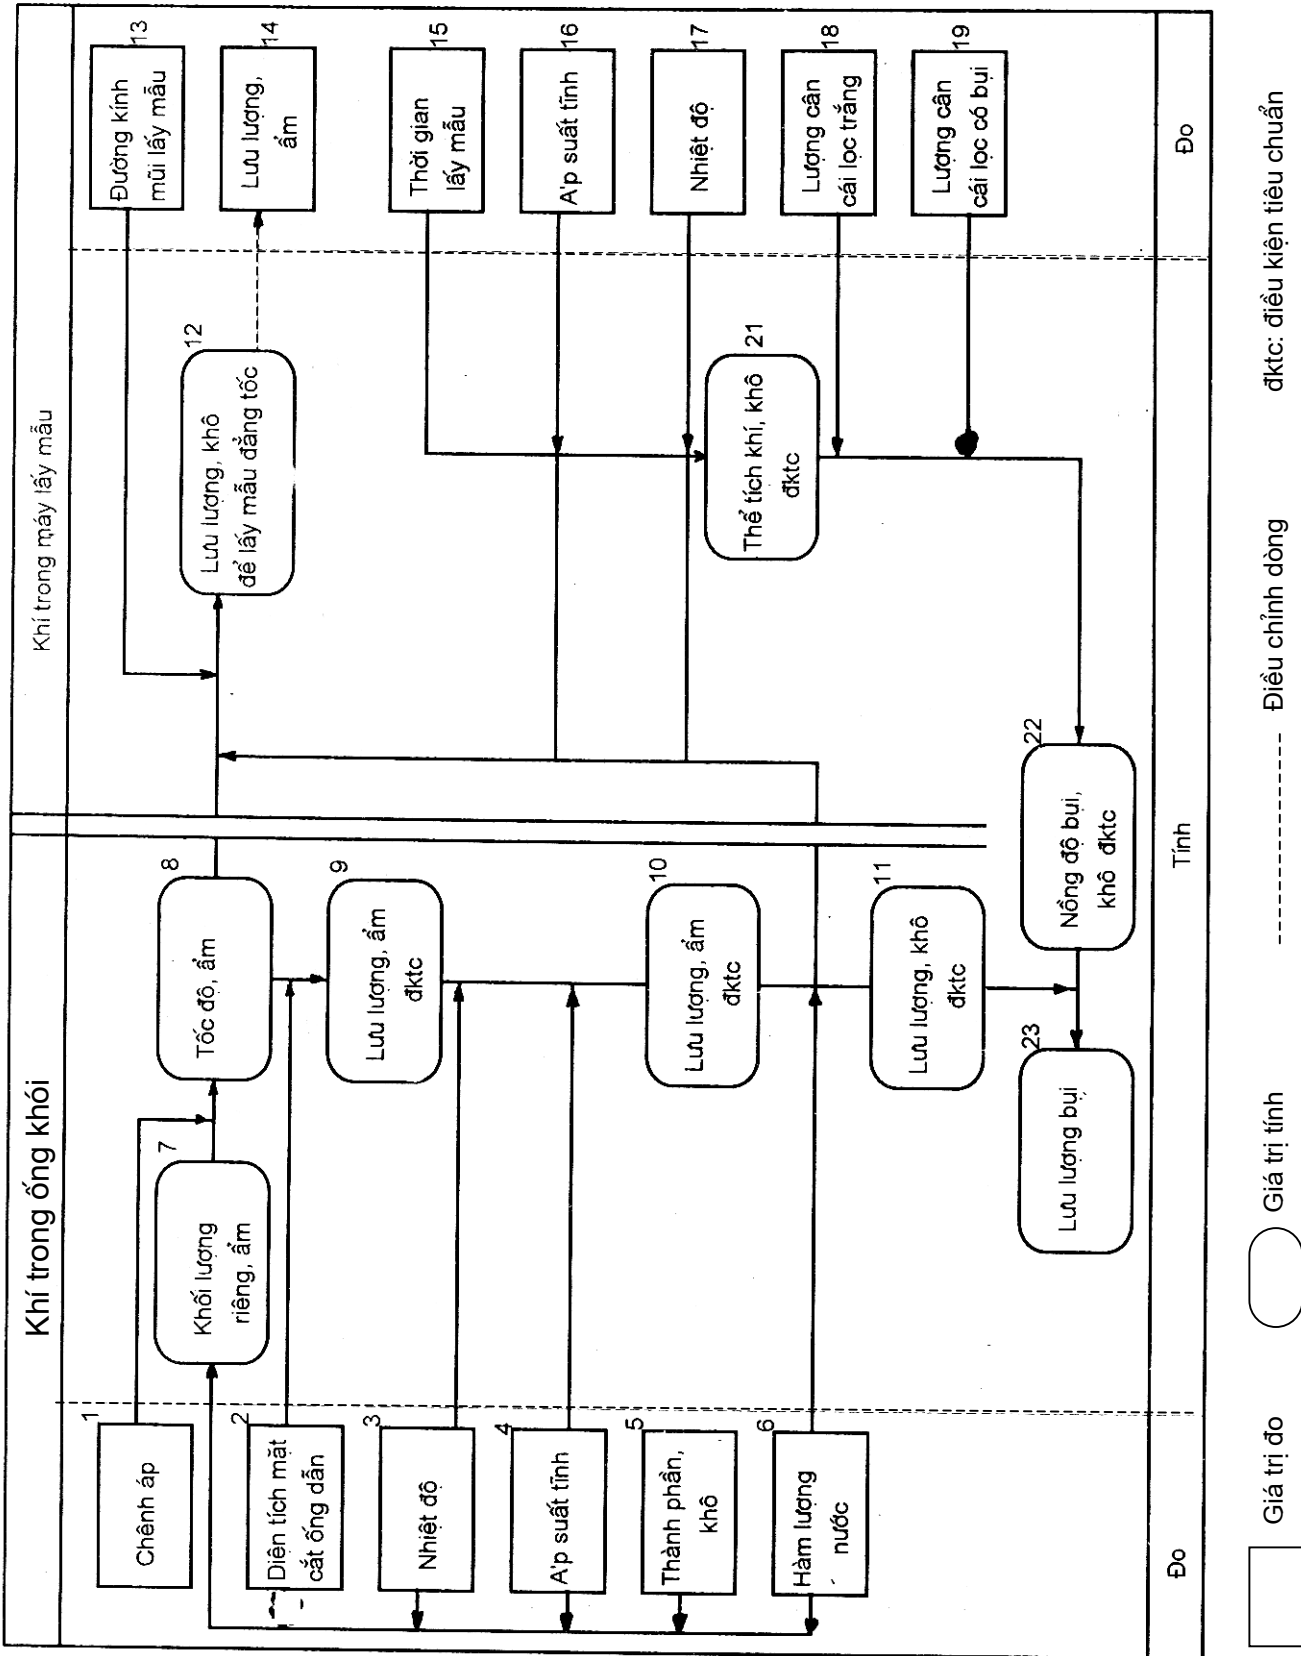 Khí trong ống khói
Khí trong máy lấy mẫu
1
Chênh áp
2
Diện tích mặt
cắt ống dẫn
3
Nhiệt độ
4
A'p suất tĩnh
5
Thành phần,
khô
6
Hàm lượng
nước
7
Khối lượng
riêng, ẩm
8
Tốc độ, ẩm
9
Lưu lượng, ẩm
đktc
10
Lưu lượng, ẩm
đktc
11
Lưu lượng, khô
đktc
23
Lưu lượng bụi
22
Nồng độ bụi,
khô đktc
12
Lưu lượng, khô
để lấy mẫu đẳng tốc
21
Thể tích khí, khô
đktc
13
Đường kính
mũi lấy mẫu
14
Lưu lượng,
ẩm
15
Thời gian
lấy mẫu
16
A'p suất tĩnh
17
Nhiệt độ
18
Lượng cân
cái lọc trắng
19
Lượng cân
cái lọc có bụi
Đo
Tính
Đo
Giá trị đo
Giá trị tính
Điều chỉnh dòng
đktc: điều kiện tiêu chuẩn